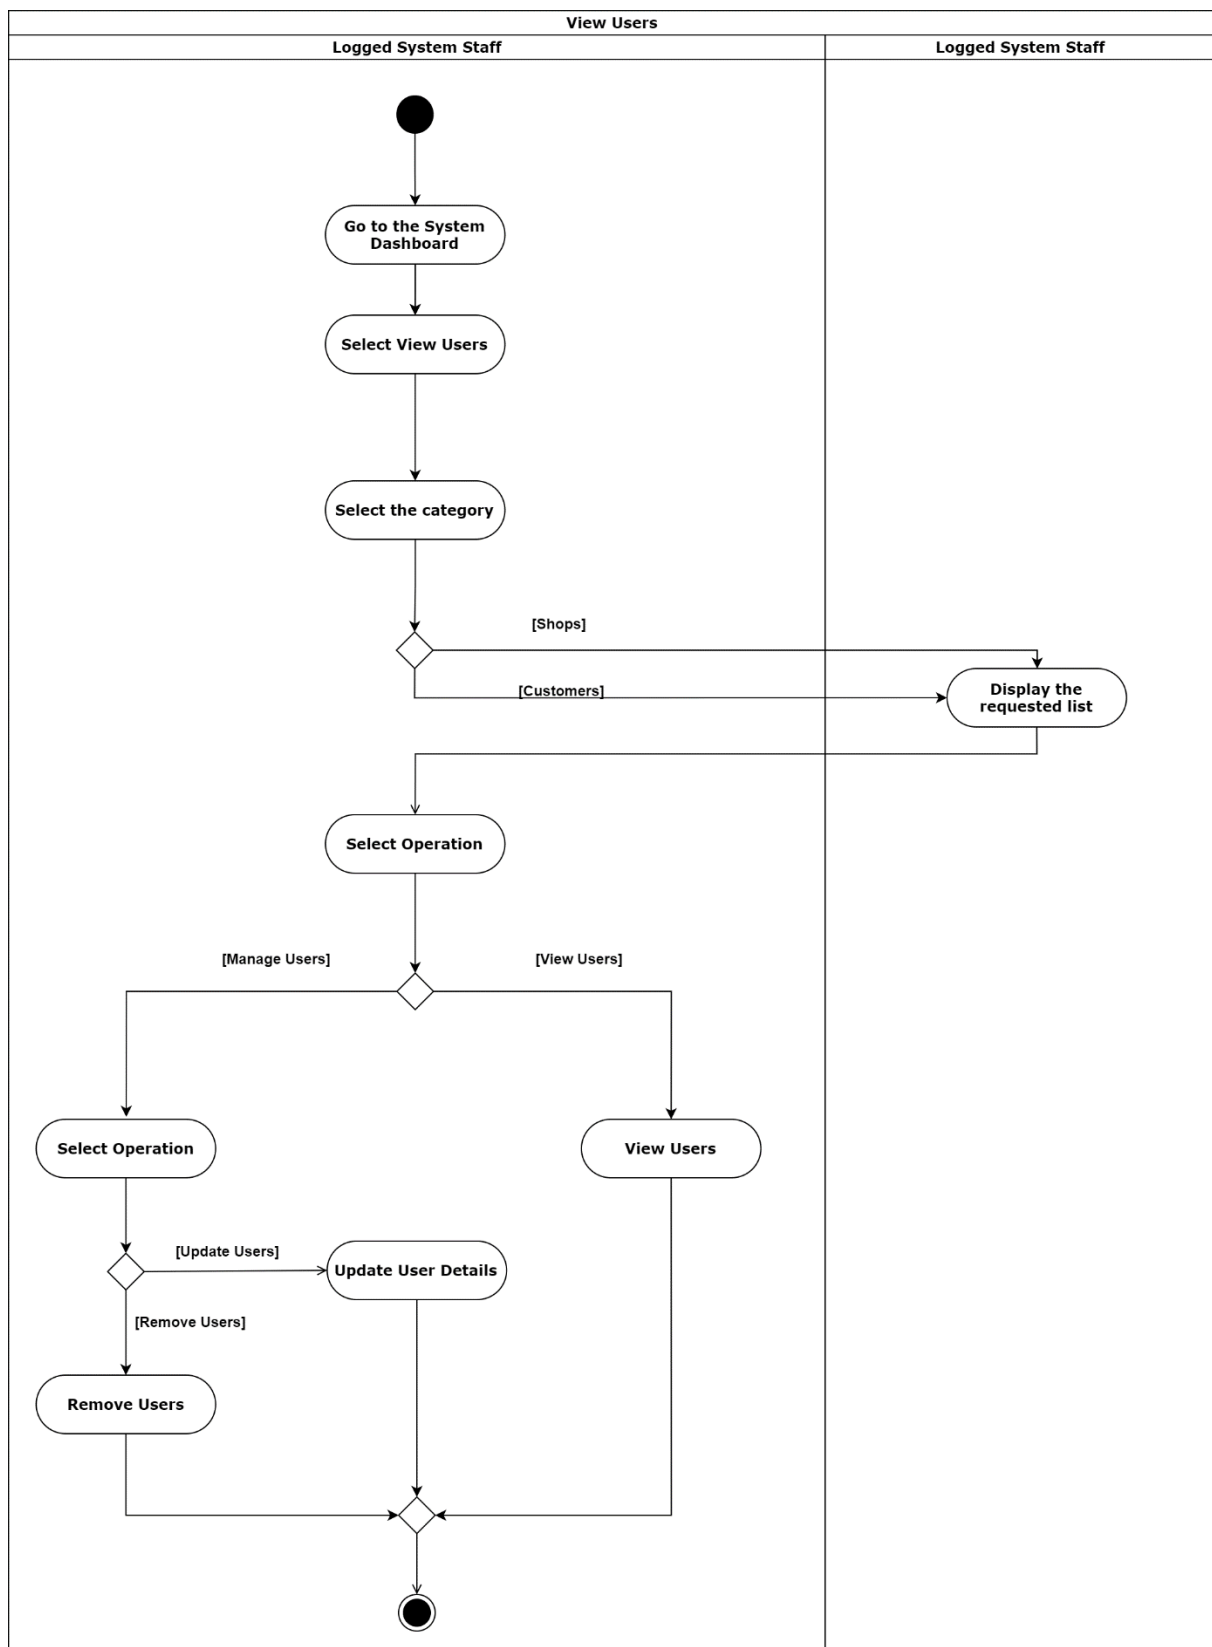 View Users
Logged System Staff
Logged System Staff
Go to the System
Dashboard
Select View Users
Select the category
[Shops]
[Customers]
Display the
requested list
Select Operation
[Manage Users]
[View Users]
Select Operation
View Users
[Update Users]
Update User Details
[Remove Users]
Remove Users